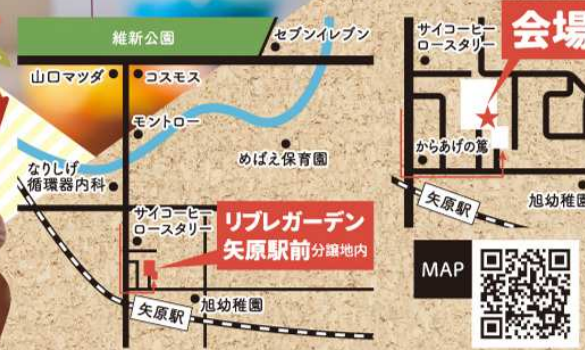 維新公園
セブンイレブン
山口マツダ
コスモス
モントロー
めばえ保育園
なりしげ
循環器内科
サイコーヒー
ロースタリー
リブレガーデン
矢原駅前分譲地内
矢原駅
旭幼稚園
サイコーヒー
ロースタリー
会場
からあげの篤
矢原駅
旭幼稚園
MAP